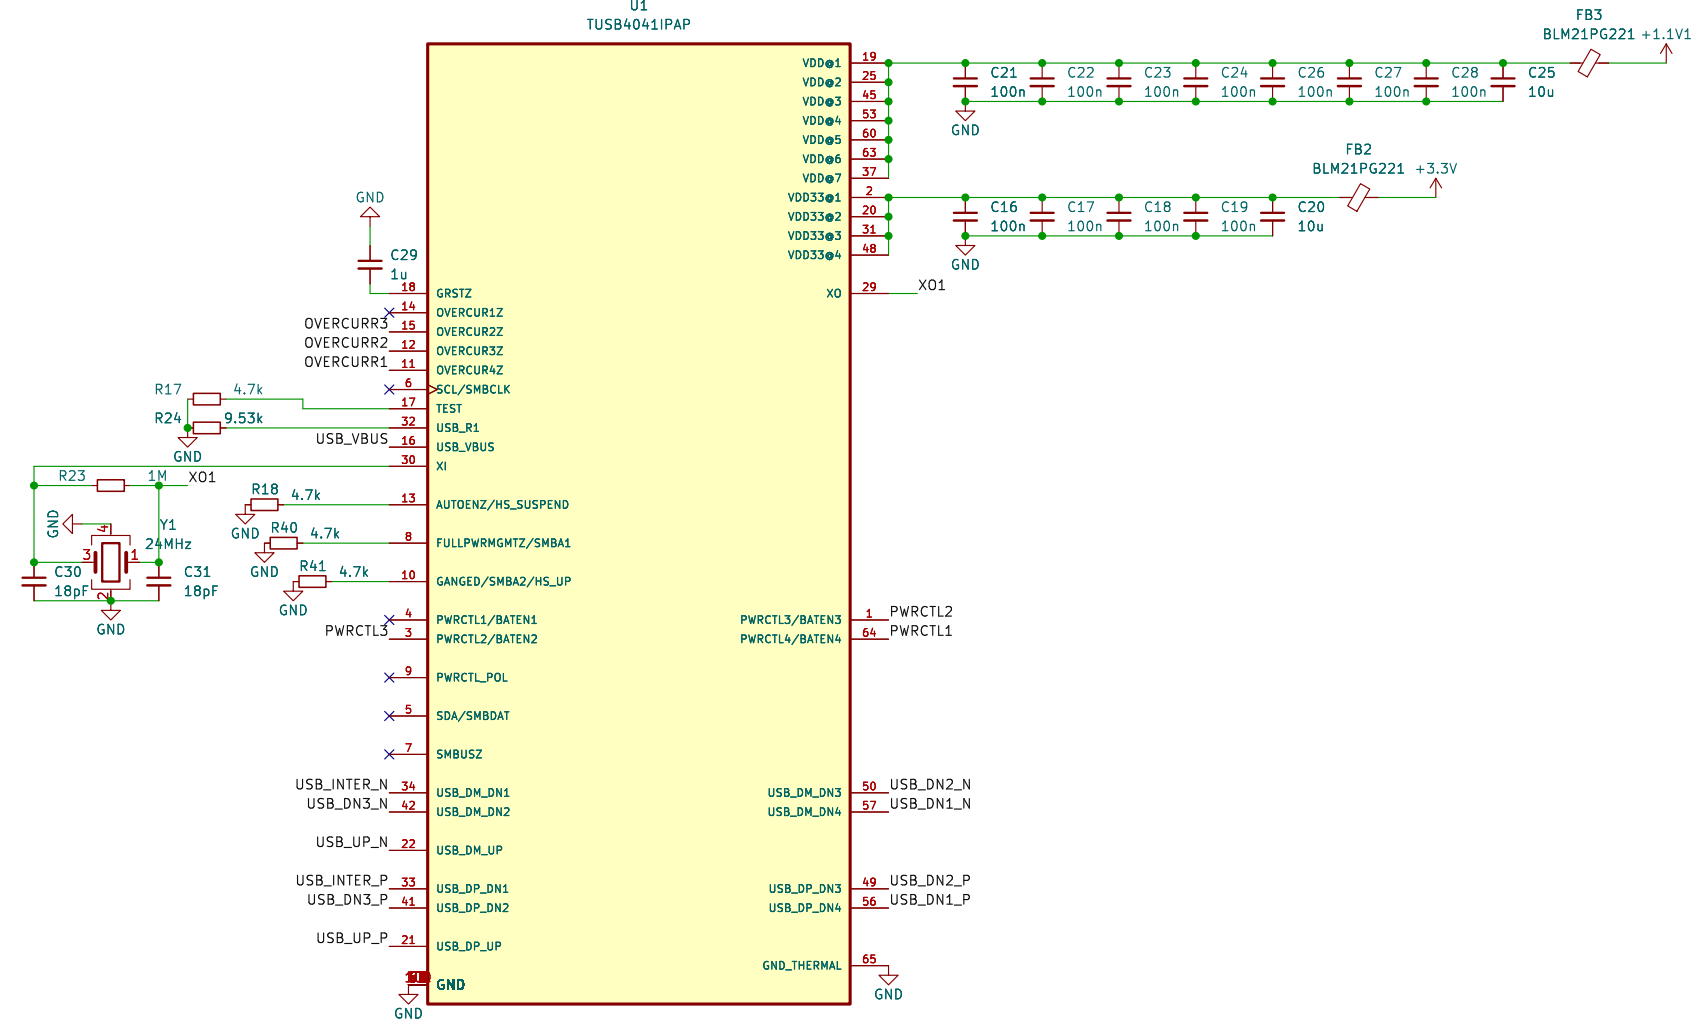 U1
TUSB4041IPAP
FB3
BLM21PG221
+1.1V1
19
VDD@1
25
VDD@2
45
VDD@3
53
VDD@4
60
VDD@5
63
VDD@6
37
VDD@7
C21
100n
C22
100n
C23
100n
C24
100n
C26
100n
C27
100n
C28
100n
C25
10u
GND
FB2
BLM21PG221
+3.3V
2
VDD33@1
20
VDD33@2
31
VDD33@3
48
VDD33@4
C16
100n
C17
100n
C18
100n
C19
100n
C20
10u
GND
29
XO
XO1
GND
C29
1u
18
GRSTZ
14
OVERCUR1Z
OVERCURR3
15
OVERCUR2Z
OVERCURR2
12
OVERCUR3Z
OVERCURR1
11
OVERCUR4Z
6
SCL/SMBCLK
R17
4.7k
17
TEST
R24
9.53k
32
USB_R1
GND
USB_VBUS
16
USB_VBUS
30
XI
R23
1M
XO1
R18
4.7k
13
AUTOENZ/HS_SUSPEND
GND
GND
4
Y1
24MHz
3
1
2
C30
18pF
C31
18pF
GND
R40
4.7k
8
FULLPWRMGMTZ/SMBA1
GND
R41
4.7k
10
GANGED/SMBA2/HS_UP
GND
4
PWRCTL1/BATEN1
PWRCTL3
3
PWRCTL2/BATEN2
1
PWRCTL3/BATEN3
PWRCTL2
64
PWRCTL4/BATEN4
PWRCTL1
9
PWRCTL_POL
5
SDA/SMBDAT
7
SMBUSZ
USB_INTER_N
34
USB_DM_DN1
USB_DN3_N
42
USB_DM_DN2
50
USB_DM_DN3
USB_DN2_N
57
USB_DM_DN4
USB_DN1_N
USB_UP_N
22
USB_DM_UP
USB_INTER_P
33
USB_DP_DN1
USB_DN3_P
41
USB_DP_DN2
49
USB_DP_DN3
USB_DN2_P
56
USB_DP_DN4
USB_DN1_P
USB_UP_P
21
USB_DP_UP
65
GND_THERMAL
GND
GND
GND